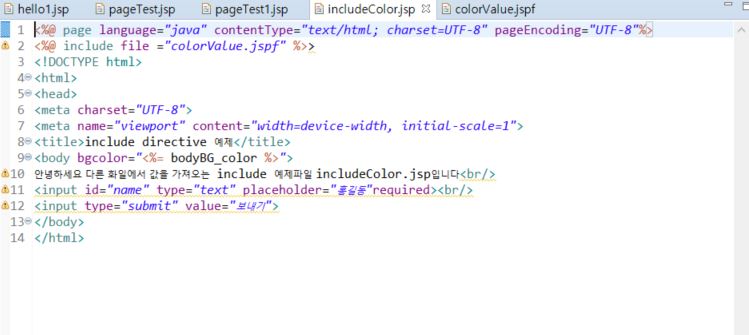 hello1.jsp pageTest.jsp pageTest1.jsp includeColor.jsp colorValue.jspf
1 <%@ page language="java" contentType="text/html; charset=UTF-8" pageEncoding="UTF-8"%>
2 <%@ include file ="colorValue.jspf" %>>
3 <!DOCTYPE html>
4 <html>
5 <head>
6 <meta charset="UTF-8">
7 <meta name="viewport" content="width=device-width, initial-scale=1">
8 <title>include directive 예제</title>
9 <body bgcolor="<%= bodyBG_color %>">
10 안녕하세요 다른 화일에서 값을 가져오는 include 예제파일 includeColor.jsp입니다<br/>
11 <input id="name" type="text" placeholder="홍길동"required><br/>
12 <input type="submit" value="보내기">
13 </body>
14 </html>